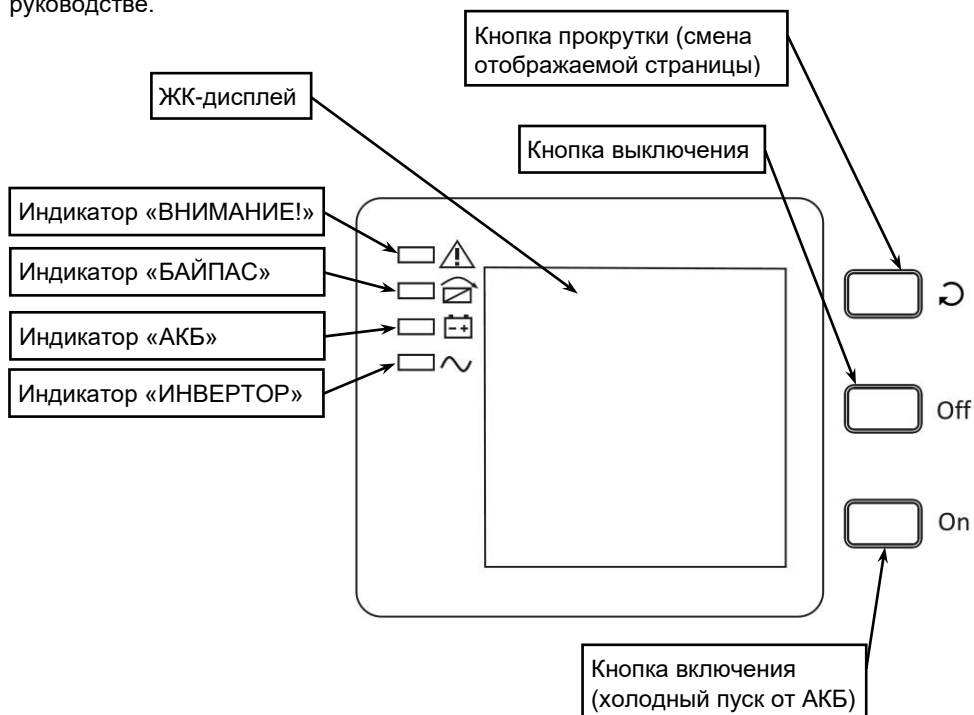 руководстве.
Кнопка прокрутки (смена
отображаемой страницы)
ЖК-дисплей
Кнопка выключения
Индикатор «ВНИМАНИЕ!»
Индикатор «БАЙПАС»
Индикатор «АКБ»
Индикатор «ИНВЕРТОР»
Off
On
Кнопка включения
(холодный пуск от АКБ)